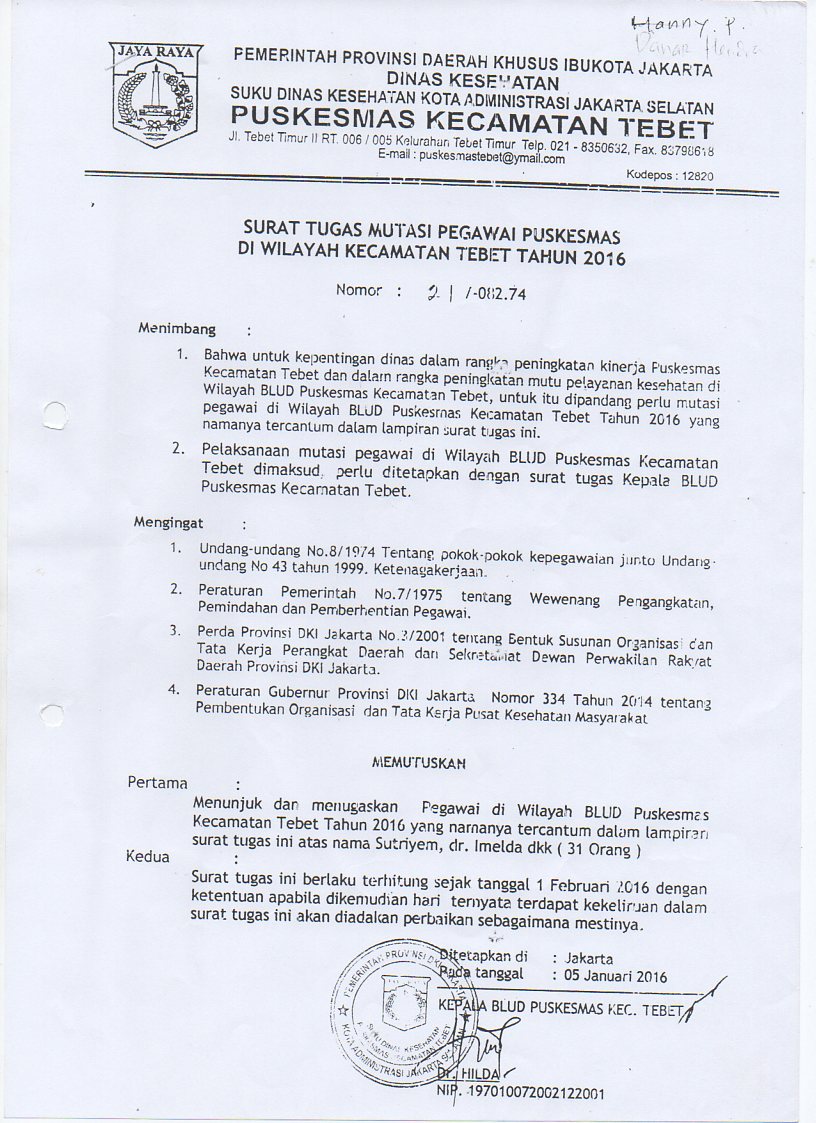 Hanny. P.
JAYA RAYA
PEMERINTAH PROVINSI DAERAH KHUSUS IBUKOTA JAKARTA
DINAS KESEHATAN
SUKU DINAS KESEHATAN KOTA ADMINISTRASI JAKARTA SELATAN
PUSKESMAS KECAMATAN TEBET
Jl. Tebet Timur II RT. 006 / 005 Kelurahan Tebet Timur Telp. 021 - 8350632, Fax. 83798618
E-mail : puskesmastebet@ymail.com
Kodepos : 12820
SURAT TUGAS MUTASI PEGAWAI PUSKESMAS
DI WILAYAH KECAMATAN TEBET TAHUN 2016
Nomor : 21 /-082.74
Menimbang :
1. Bahwa untuk kepentingan dinas dalam rangka peningkatan kinerja Puskesmas
Kecamatan Tebet dan dalam rangka peningkatan mutu pelayanan kesehatan di
Wilayah BLUD Puskesmas Kecamatan Tebet, untuk itu dipandang perlu mutasi
pegawai di Wilayah BLUD Puskesmas Kecamatan Tebet Tahun 2016 yang
namanya tercantum dalam lampiran surat tugas ini.
2. Pelaksanaan mutasi pegawai di Wilayah BLUD Puskesmas Kecamatan
Tebet dimaksud, perlu ditetapkan dengan surat tugas Kepala BLUD
Puskesmas Kecamatan Tebet.
Mengingat :
1. Undang-undang No.8/1974 Tentang pokok-pokok kepegawaian junto Undang-
undang No 43 tahun 1999. Ketenagakerjaan.
2. Peraturan Pemerintah No.7/1975 tentang Wewenang Pengangkatan,
Pemindahan dan Pemberhentian Pegawai.
3. Perda Provinsi DKI Jakarta No.3/2001 tentang Bentuk Susunan Organisasi dan
Tata Kerja Perangkat Daerah dan Sekretariat Dewan Perwakilan Rakyat
Daerah Provinsi DKI Jakarta.
4. Peraturan Gubernur Provinsi DKI Jakarta Nomor 334 Tahun 2014 tentang
Pembentukan Organisasi dan Tata Kerja Pusat Kesehatan Masyarakat
MEMUTUSKAN
Pertama :
Menunjuk dan menugaskan Pegawai di Wilayah BLUD Puskesmas
Kecamatan Tebet Tahun 2016 yang namanya tercantum dalam lampiran
surat tugas ini atas nama Sutriyem, dr. Imelda dkk ( 31 Orang )
Kedua :
Surat tugas ini berlaku terhitung sejak tanggal 1 Februari 2016 dengan
ketentuan apabila dikemudian hari ternyata terdapat kekeliruan dalam
surat tugas ini akan diadakan perbaikan sebagaimana mestinya.
Ditetapkan di : Jakarta
Pada tanggal : 05 Januari 2016
KEPALA BLUD PUSKESMAS KEC. TEBET
PEMERINTAH PROVINSI DKI JAKARTA
SUKU DINAS KESEHATAN
PUSKESMAS KECAMATAN TEBET
KOTA ADMINISTRASI JAKARTA SELATAN
Dr. HILDA
NIP. 197010072002122001